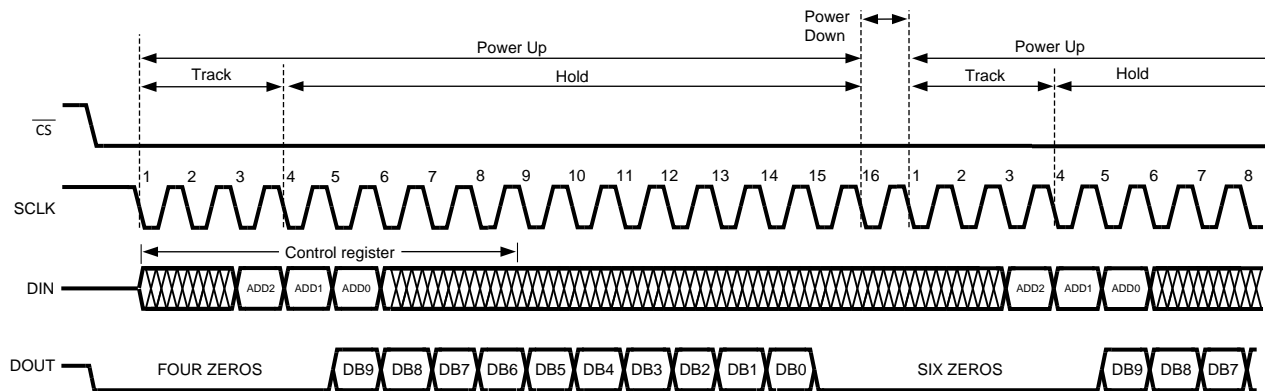 Power
Down
Power Up
Power Up
Track
Hold
Track
Hold
CS
1 2 3 4 5 6 7 8 9 10 11 12 13 14 15 16 1 2 3 4 5 6 7 8
SCLK
Control register
DIN
ADD2 ADD1 ADD0 ADD2 ADD1 ADD0
DOUT
FOUR ZEROS DB9 DB8 DB7 DB6 DB5 DB4 DB3 DB2 DB1 DB0 SIX ZEROS DB9 DB8 DB7